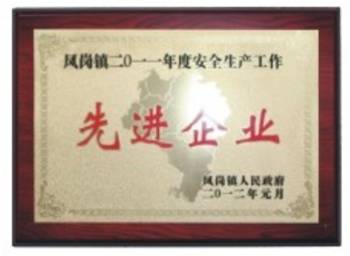 凤岗镇二〇一一年度安全生产工作
先进企业
凤岗镇人民政府
二〇一二年元月